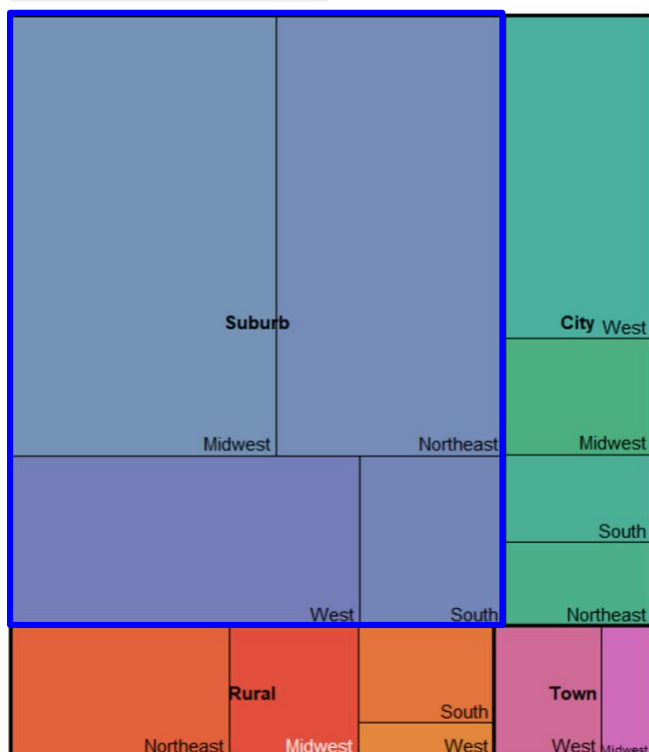 Suburb
City West
Midwest
Northeast
Midwest
South
West
South
Northeast
Rural
Town
South
Northeast
Midwest
West
West
Midwest